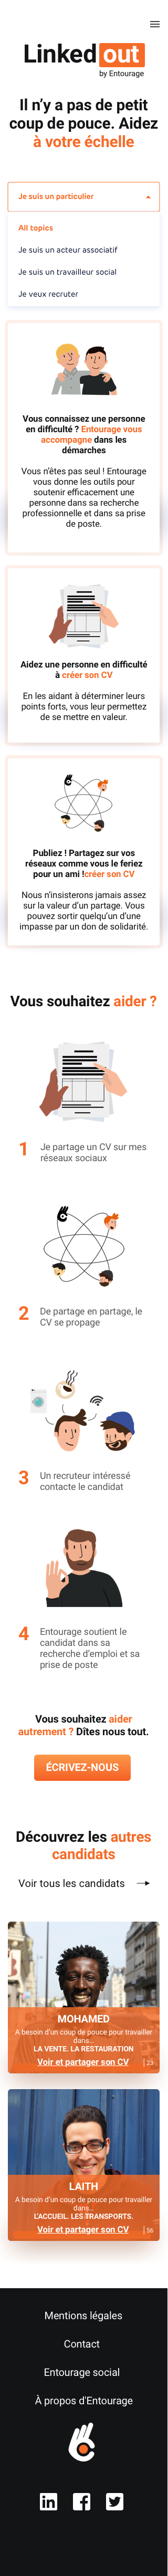 Linked out
by Entourage
Il n’y a pas de petit
coup de pouce. Aidez
à votre échelle
Je suis un particulier
All topics
Je suis un acteur associatif
Je suis un travailleur social
Je veux recruter
Vous connaissez une personne
en difficulté ? Entourage vous
accompagne dans les
démarches
Vous n’êtes pas seul ! Entourage
vous donne les outils pour
soutenir efficacement une
personne dans sa recherche
professionnelle et dans sa prise
de poste.
Aidez une personne en difficulté
à créer son CV
En les aidant à déterminer leurs
points forts, vous leur permettez
de se mettre en valeur.
Publiez ! Partagez sur vos
réseaux comme vous le feriez
pour un ami !créer son CV
Nous n’insisterons jamais assez
sur la valeur d’un partage. Vous
pouvez sortir quelqu’un d’une
impasse par un don de solidarité.
Vous souhaitez aider ?
1 Je partage un CV sur mes
réseaux sociaux
2 De partage en partage, le
CV se propage
3 Un recruteur intéressé
contacte le candidat
4 Entourage soutient le
candidat dans sa
recherche d’emploi et sa
prise de poste
Vous souhaitez aider
autrement ? Dîtes nous tout.
ÉCRIVEZ-NOUS
Découvrez les autres
candidats
Voir tous les candidats
MOHAMED
A besoin d’un coup de pouce pour travailler
dans…
LA VENTE. LA RESTAURATION
Voir et partager son CV
23
LAITH
A besoin d’un coup de pouce pour travailler
dans…
L’ACCUEIL. LES TRANSPORTS.
Voir et partager son CV
56
Mentions légales
Contact
Entourage social
À propos d’Entourage